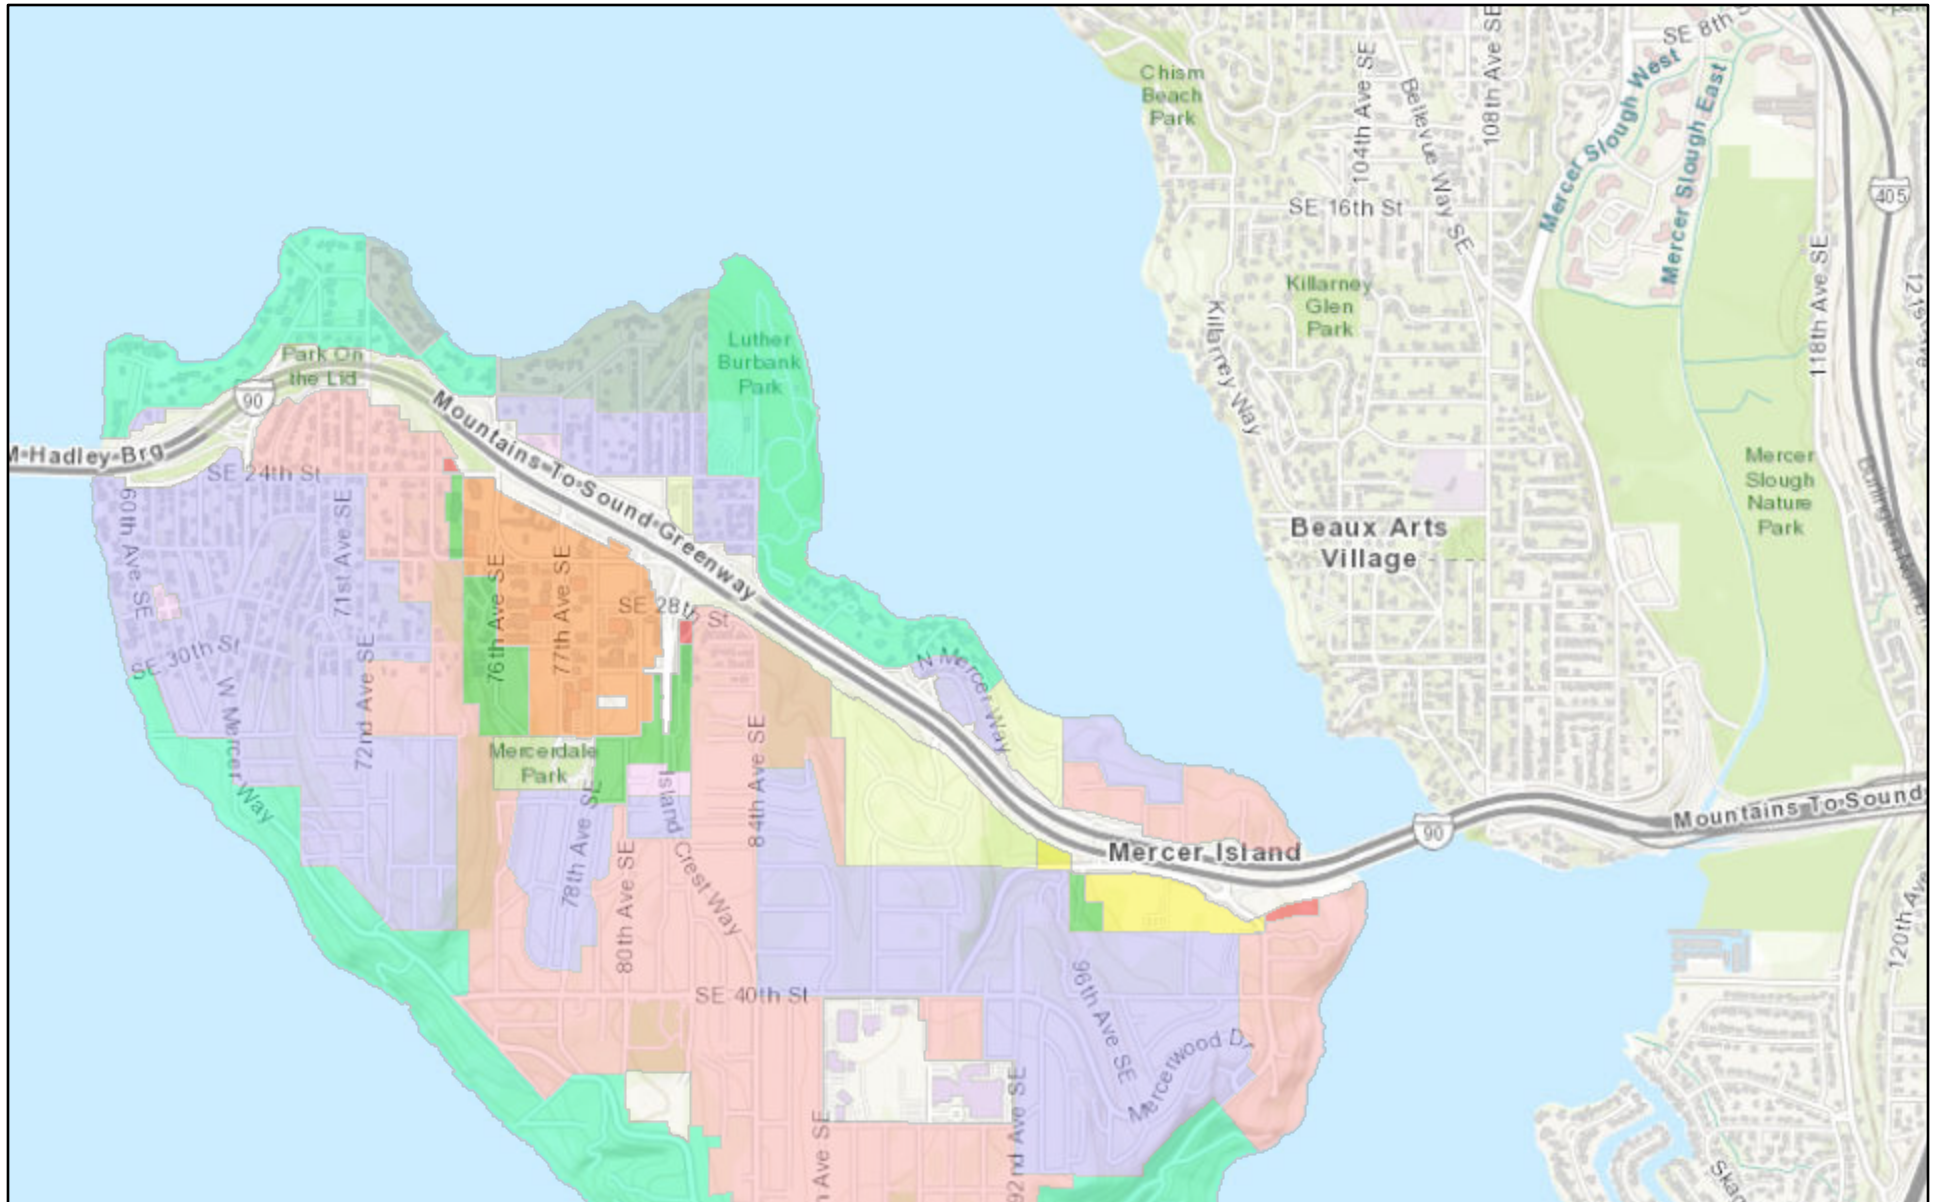 SE 8th
Chism
Beach
Park
104th Ave SE
Bellevue Way SE
108th Ave SE
Mercer Slough West
Mercer Slough East
405
SE 16th St
118th Ave SE
Killarney
Glen
Park
Killarney Way
Luther
Burbank
Park
Park On
the Lid
90
Mountains-To-Sound-Greenway
M-Hadley-Brg
SE 24th St
Mercer
Slough
Nature
Park
60th Ave SE
71st Ave SE
76th Ave SE
77th Ave SE
SE 28th St
Beaux Arts
Village
SE 30th St
W Mercer Way
72nd Ave SE
N Mercer Way
84th Ave SE
Mercerdale
Park
78th Ave SE
Island Crest Way
80th Ave SE
Mercer Island
90
Mountains To Sound
120th Ave
SE 40th St
96th Ave SE
Mercerwood Dr
Ave SE
92nd Ave SE